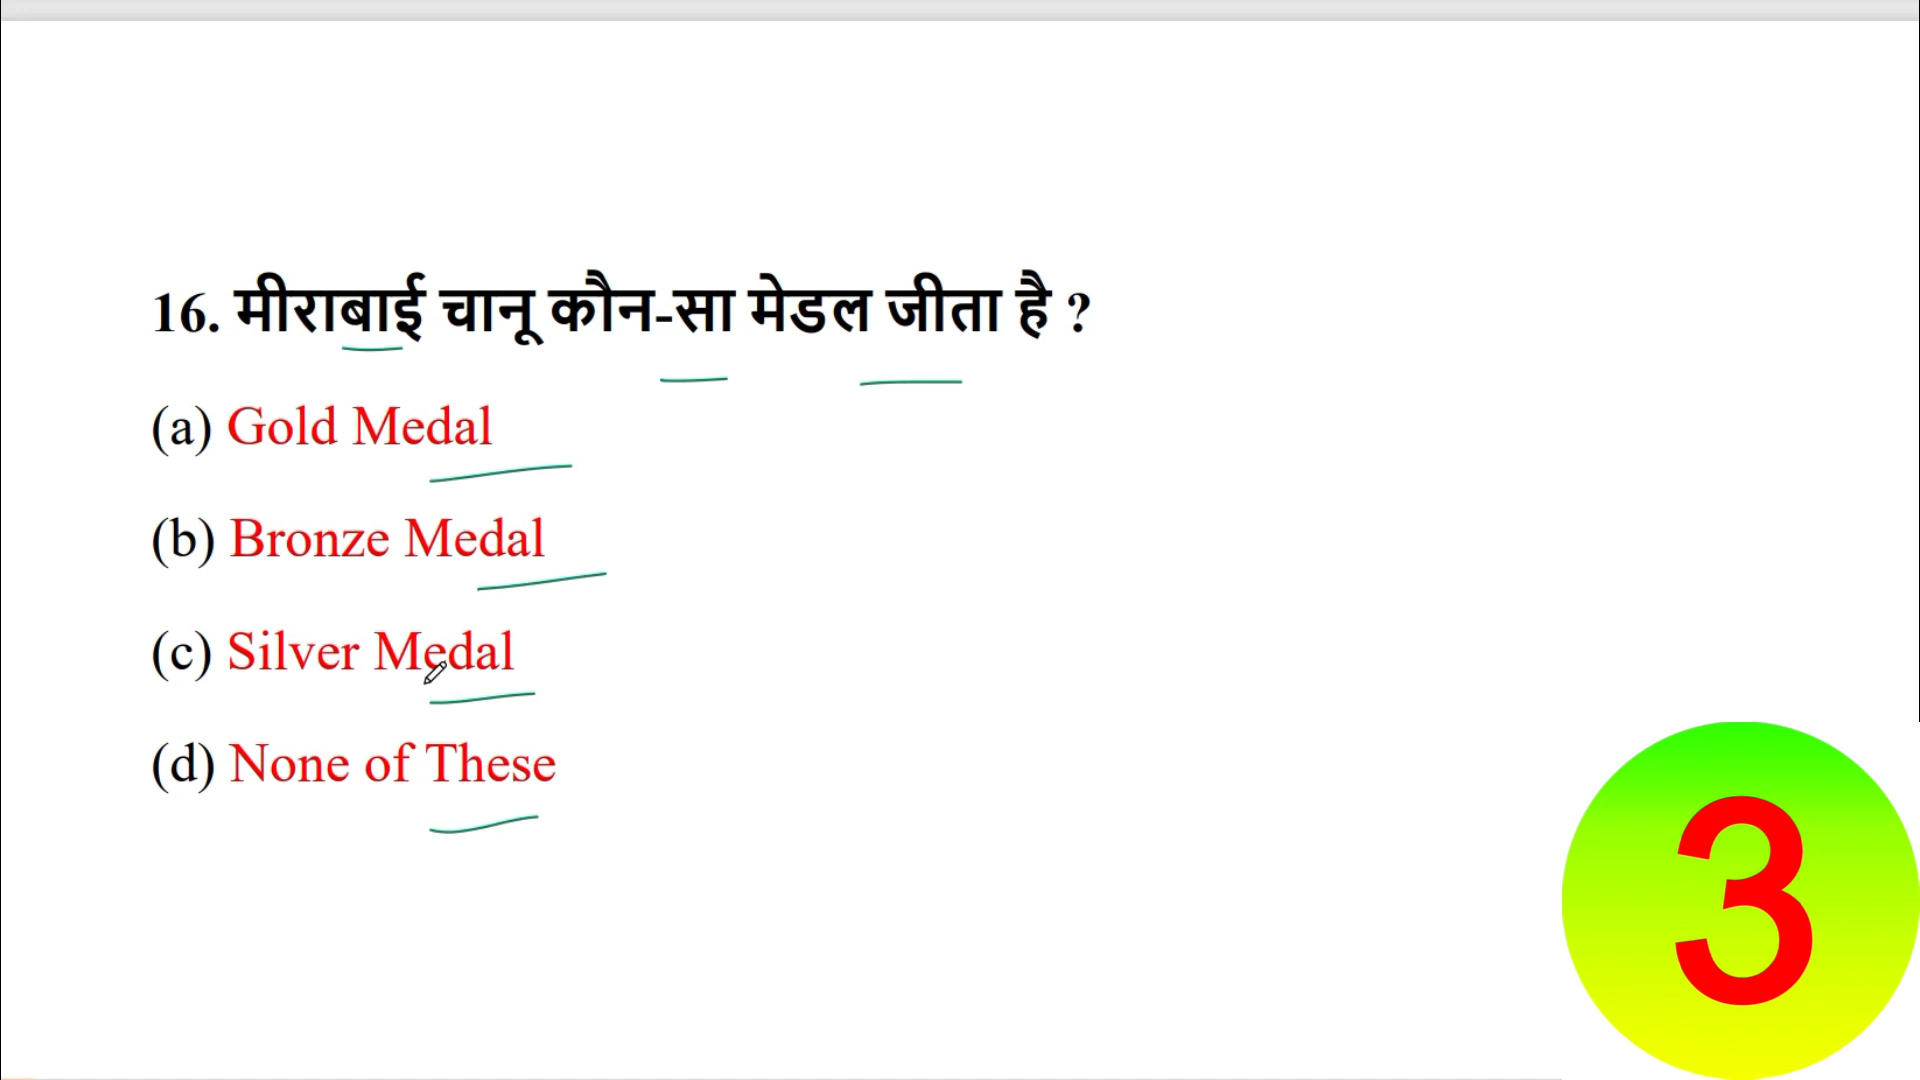 16. मीराबाई चानू कौन-सा मेडल जीता है ?
(a) Gold Medal
(b) Bronze Medal
(c) Silver Medal
(d) None of These
3